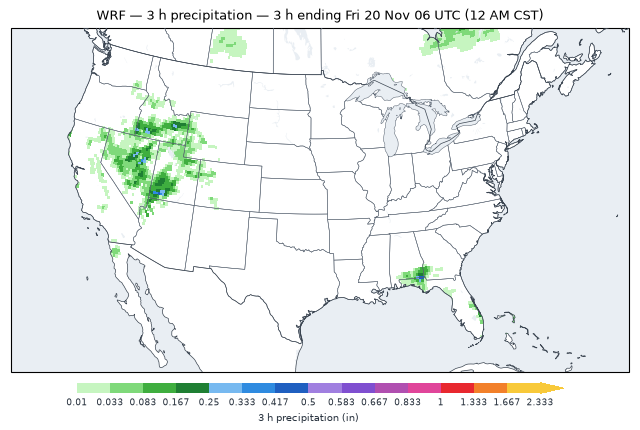 WRF — 3 h precipitation — 3 h ending Fri 20 Nov 06 UTC (12 AM CST)
0.01 0.033 0.083 0.167 0.25 0.333 0.417 0.5 0.583 0.667 0.833 1 1.333 1.667 2.333
3 h precipitation (in)